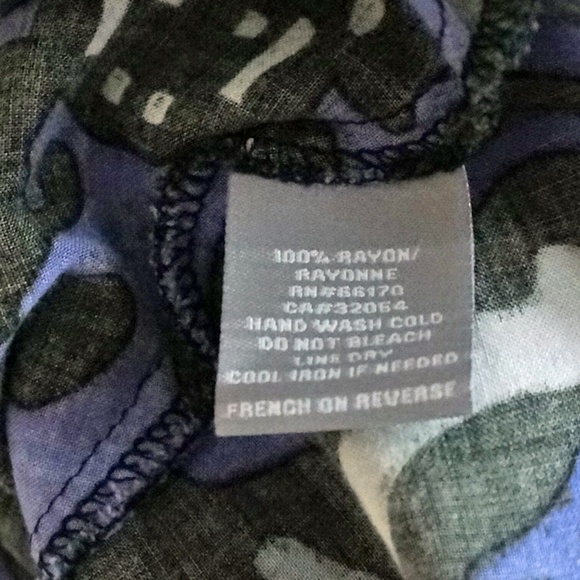 100% RAYON/
RAYONNE
RN#66170
CA#32054
HAND WASH COLD
DO NOT BLEACH
LINE DRY
COOL IRON IF NEEDED
FRENCH ON REVERSE